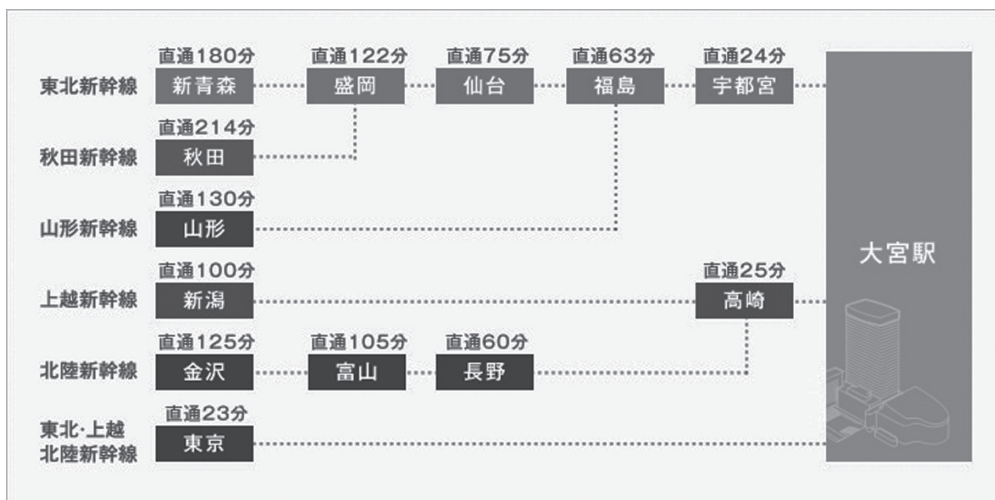 直通180分 直通122分 直通75分 直通63分 直通24分
東北新幹線 新青森 盛岡 仙台 福島 宇都宮
直通214分
秋田新幹線 秋田
直通130分
山形新幹線 山形
大宮駅
直通100分 直通25分
上越新幹線 新潟 高崎
直通125分 直通105分 直通60分
北陸新幹線 金沢 富山 長野
直通23分
東北・上越
北陸新幹線 東京